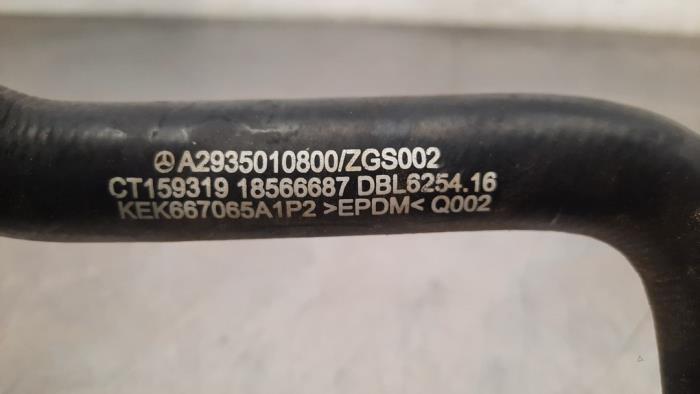 A2935010800/ZGS002
CT159319 18566687 DBL6254.16
KEK667065A1P2 >EPDM< Q002